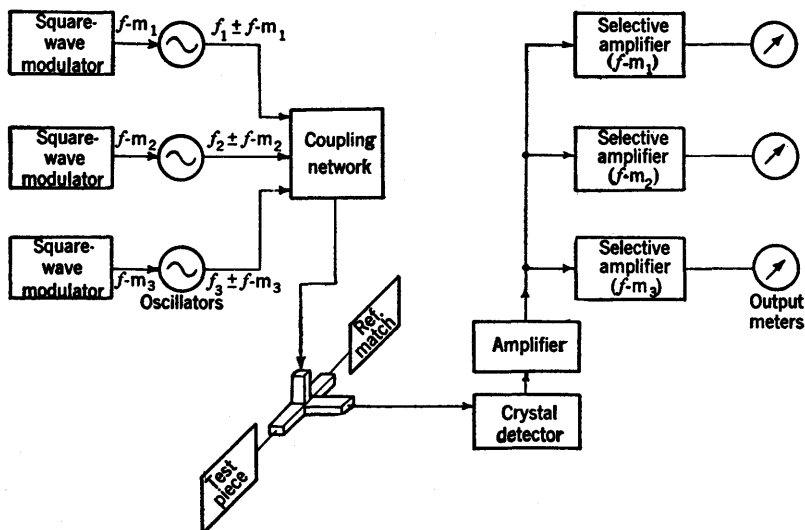 Square-
wave
modulator
f-m₁
f₁ ± f-m₁
Square-
wave
modulator
f-m₂
f₂ ± f-m₂
Square-
wave
modulator
f-m₃
f₃ ± f-m₃
Oscillators
Coupling
network
Ref.
match
Test
piece
Crystal
detector
Amplifier
Selective
amplifier
(f-m₁)
Selective
amplifier
(f-m₂)
Selective
amplifier
(f-m₃)
Output
meters